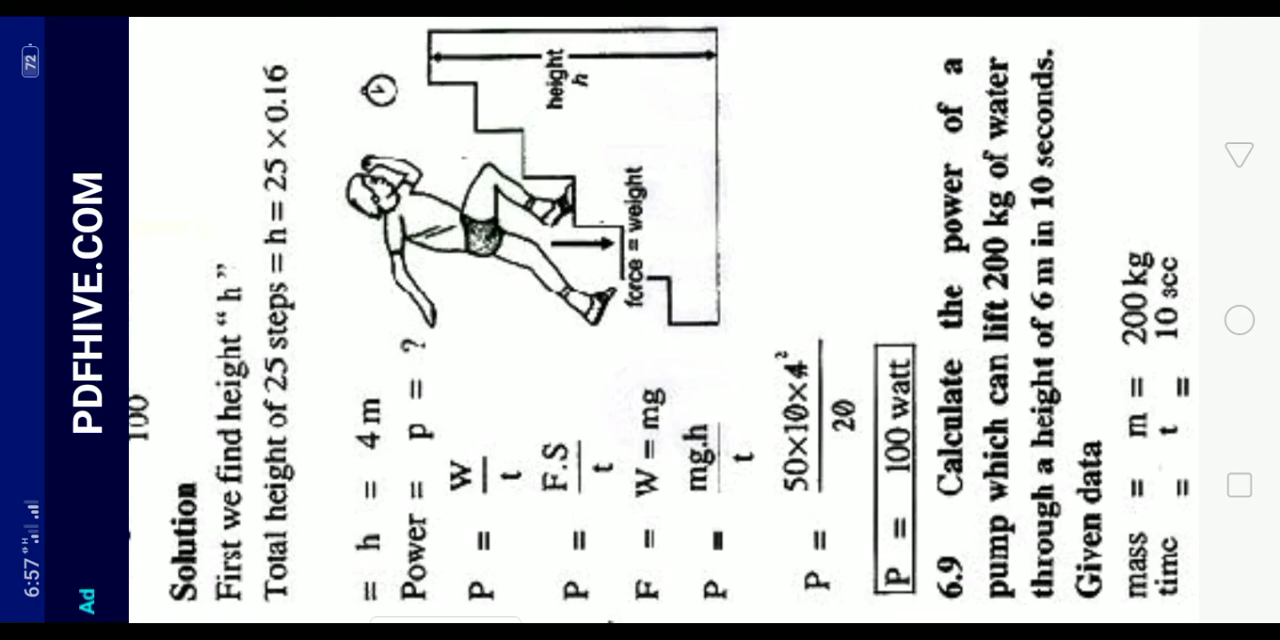 6:57
72
Ad
PDFHIVE.COM
100
Solution
First we find height “ h ”
Total height of 25 steps = h = 25 × 0.16
= h = 4 m
Power = p = ?
P = W / t
P = F.S / t
F = W = mg
P = mg.h / t
height
h
force = weight
P = 50×10×4² / 20
P = 100 watt
6.9 Calculate the power of a
pump which can lift 200 kg of water
through a height of 6 m in 10 seconds.
Given data
mass = m = 200 kg
time = t = 10 sec